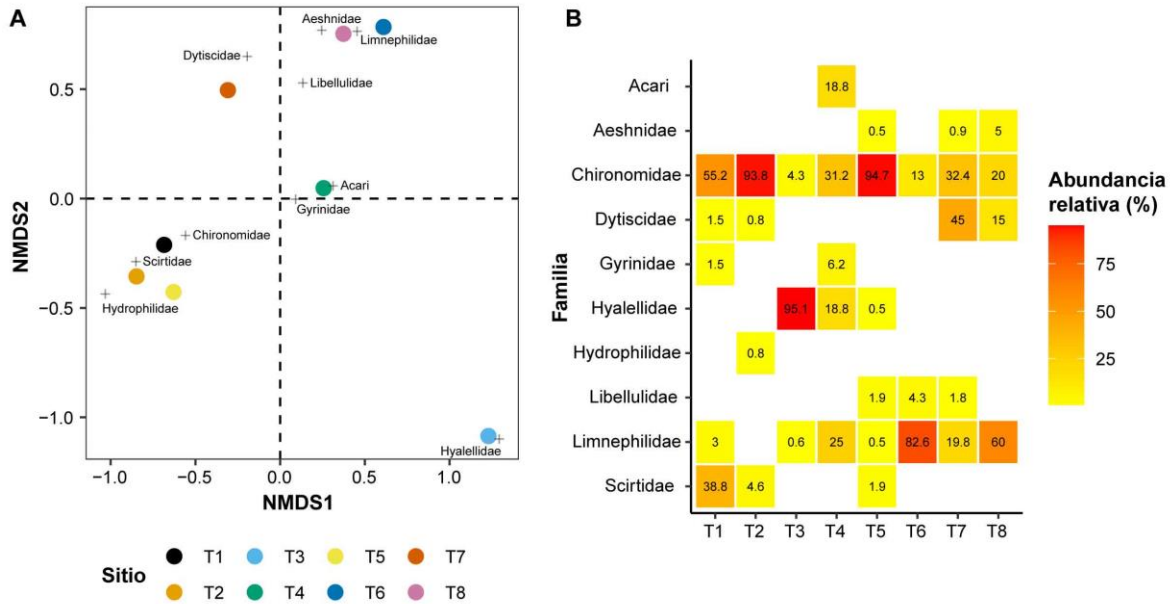 A
Aeshnidae
Limnephilidae
Dytiscidae
Libellulidae
Acari
Gyrinidae
Chironomidae
Scirtidae
Hydrophilidae
Hyalellidae
0.5
0.0
−0.5
−1.0
NMDS2
−1.0 −0.5 0.0 0.5 1.0
NMDS1
Sitio
T1 T3 T5 T7
T2 T4 T6 T8
B
Familia
Acari 18.8
Aeshnidae 0.5 0.9 5
Chironomidae 55.2 93.8 4.3 31.2 94.7 13 32.4 20
Dytiscidae 1.5 0.8 45 15
Gyrinidae 1.5 6.2
Hyalellidae 95.1 18.8 0.5
Hydrophilidae 0.8
Libellulidae 1.9 4.3 1.8
Limnephilidae 3 0.6 25 0.5 82.6 19.8 60
Scirtidae 38.8 4.6 1.9
T1 T2 T3 T4 T5 T6 T7 T8
Abundancia
relativa (%)
75
50
25